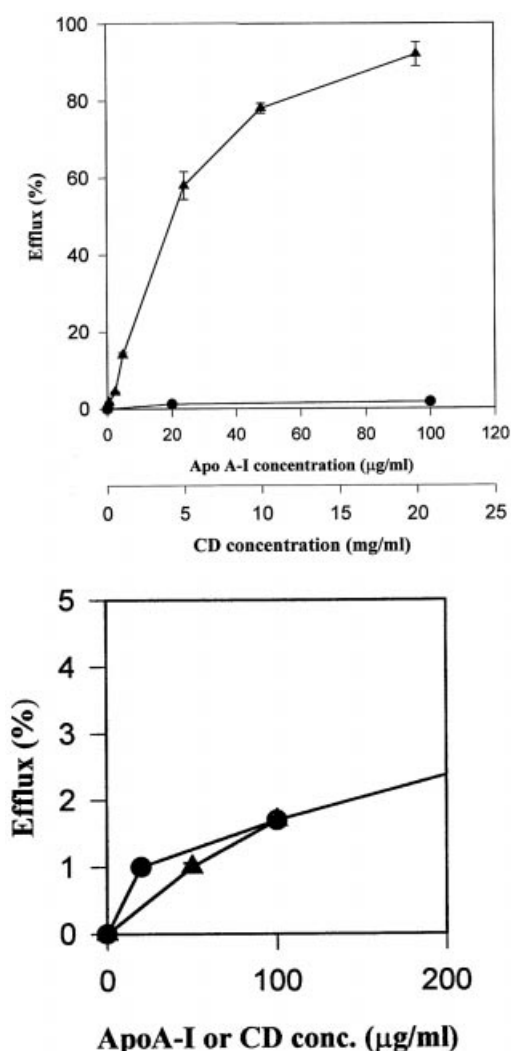 100
80
60
40
20
0
Efflux (%)
0 20 40 60 80 100 120
Apo A-I concentration (μg/ml)
0 5 10 15 20 25
CD concentration (mg/ml)
5
4
3
2
1
0
Efflux (%)
0 100 200
ApoA-I or CD conc. (μg/ml)